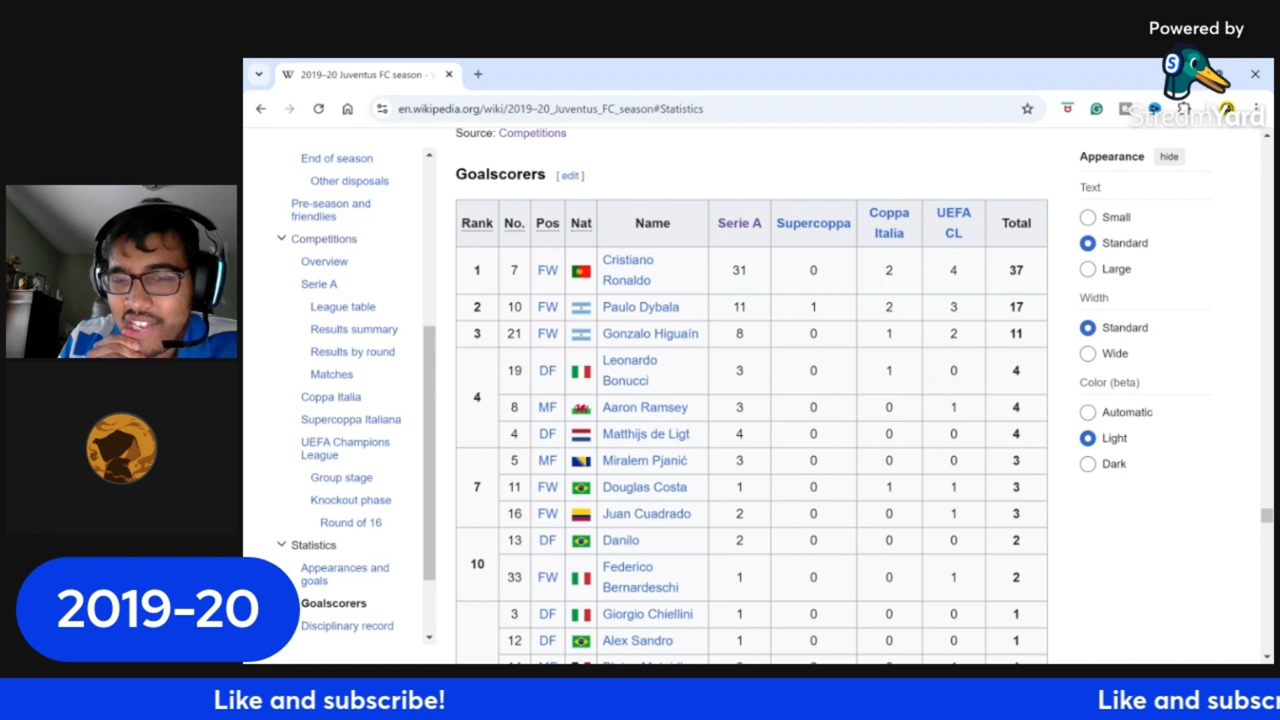 Powered by
StreamYard
2019–20 Juventus FC season -
en.wikipedia.org/wiki/2019–20_Juventus_FC_season#Statistics
Source: Competitions
End of season
Other disposals
Pre-season and
friendlies
Competitions
Overview
Serie A
League table
Results summary
Results by round
Matches
Coppa Italia
Supercoppa Italiana
UEFA Champions
League
Group stage
Knockout phase
Round of 16
Statistics
Appearances and
goals
Goalscorers
Disciplinary record
Goalscorers [ edit ]
Rank No. Pos Nat Name Serie A Supercoppa Coppa Italia UEFA CL Total
1 7 FW Cristiano Ronaldo 31 2 4 37
2 10 FW Paulo Dybala 11 1 2 3 17
3 21 FW Gonzalo Higuaín 8 0 1 2 11
4 19 DF Leonardo Bonucci 3 0 1 0 4
8 MF Aaron Ramsey 3 0 0 1 4
4 DF Matthijs de Ligt 4 0 0 0 4
7 5 MF Miralem Pjanić 3 0 0 0 3
11 FW Douglas Costa 1 0 1 1 3
16 FW Juan Cuadrado 2 0 0 1 3
10 13 DF Danilo 2 0 0 0 2
33 FW Federico Bernardeschi 1 0 0 1 2
3 DF Giorgio Chiellini 1 0 0 0 1
12 DF Alex Sandro 1 0 0 0 1
Appearance hide
Text
Small
Standard
Large
Width
Standard
Wide
Color (beta)
Automatic
Light
Dark
2019–20
Like and subscribe!
Like and subsc